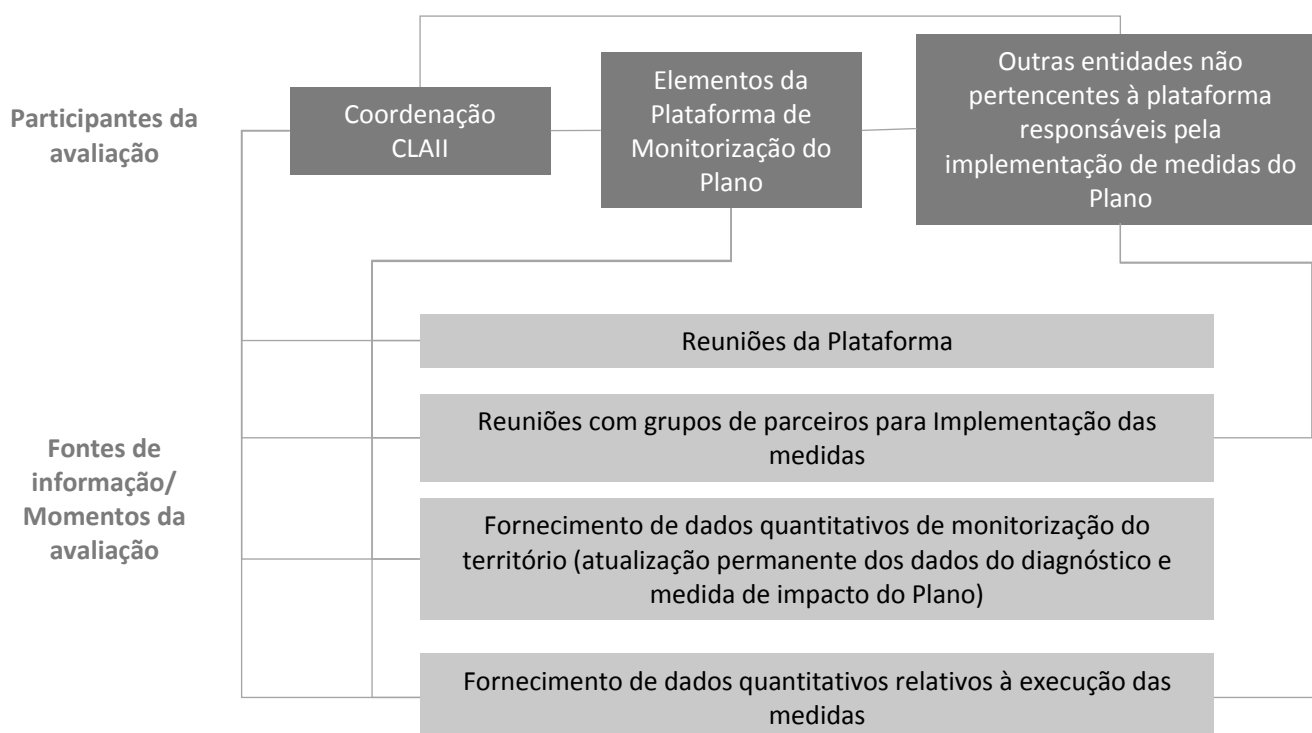 Participantes da
avaliação
Coordenação
CLAII
Elementos da
Plataforma de
Monitorização do
Plano
Outras entidades não
pertencentes à plataforma
responsáveis pela
implementação de medidas do
Plano
Fontes de
informação/
Momentos da
avaliação
Reuniões da Plataforma
Reuniões com grupos de parceiros para Implementação das
medidas
Fornecimento de dados quantitativos de monitorização do
território (atualização permanente dos dados do diagnóstico e
medida de impacto do Plano)
Fornecimento de dados quantitativos relativos à execução das
medidas